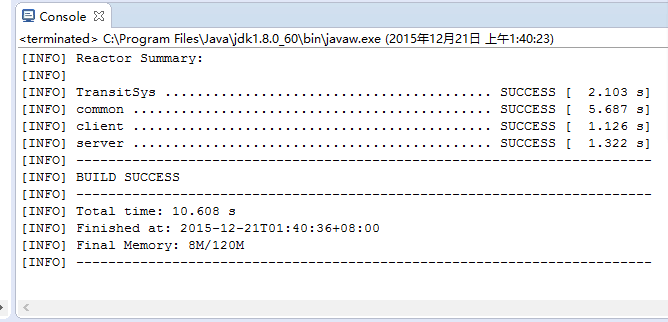 Console
<terminated> C:\Program Files\Java\jdk1.8.0_60\bin\javaw.exe (2015年12月21日 上午1:40:23)
[INFO] Reactor Summary:
[INFO]
[INFO] TransitSys ......................................... SUCCESS [  2.103 s]
[INFO] common ............................................. SUCCESS [  5.687 s]
[INFO] client ............................................. SUCCESS [  1.126 s]
[INFO] server ............................................. SUCCESS [  1.322 s]
[INFO] ------------------------------------------------------------------------
[INFO] BUILD SUCCESS
[INFO] ------------------------------------------------------------------------
[INFO] Total time: 10.608 s
[INFO] Finished at: 2015-12-21T01:40:36+08:00
[INFO] Final Memory: 8M/120M
[INFO] ------------------------------------------------------------------------